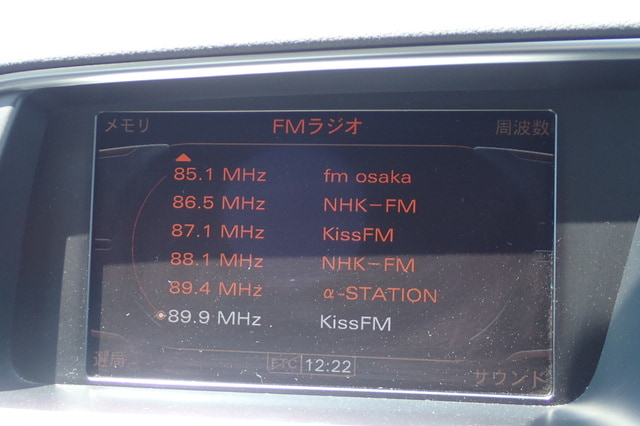 メモリ FMラジオ 周波数
85.1 MHz fm osaka
86.5 MHz NHK-FM
87.1 MHz KissFM
88.1 MHz NHK-FM
89.4 MHz α-STATION
89.9 MHz KissFM
選局 ETC 12:22 サウンド